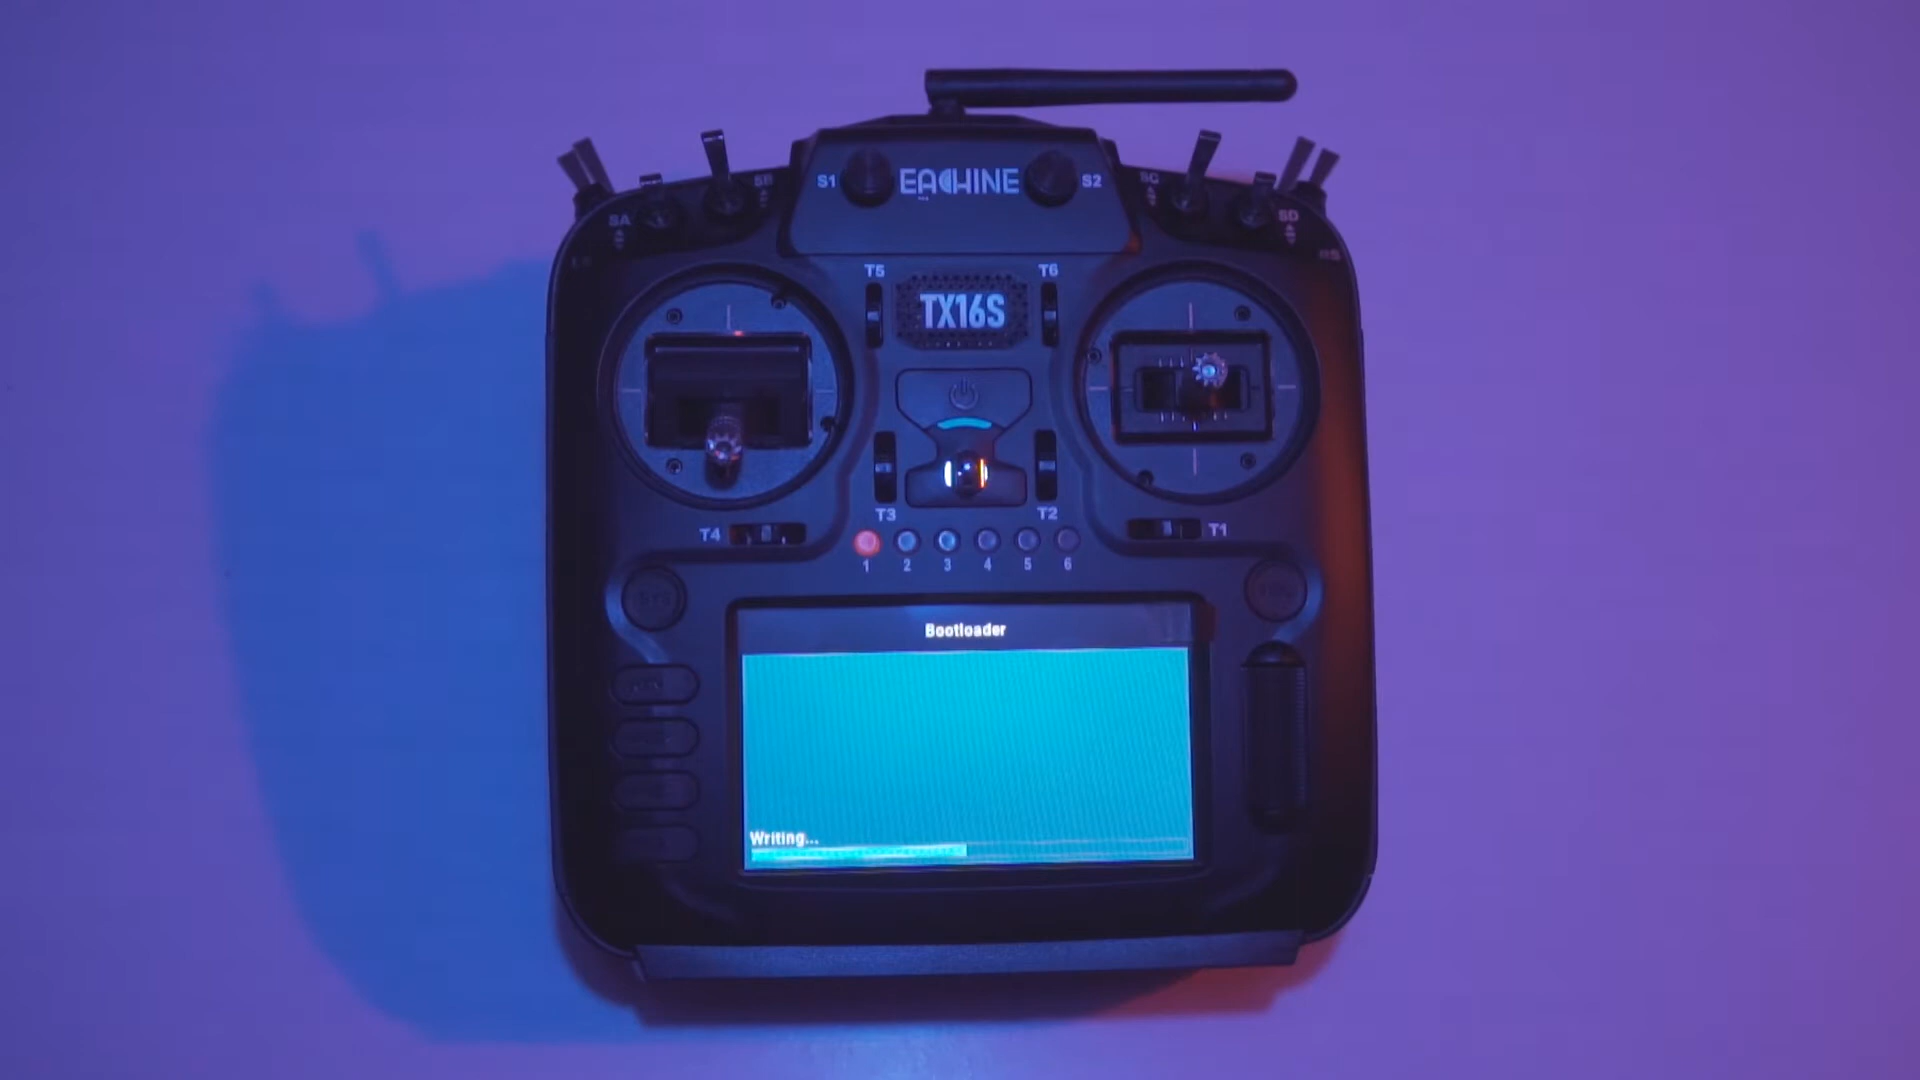 S1 EACHINE S2
SA SB SC SD
T5 T6
TX16S
T3 T2
T4 T1
1 2 3 4 5 6
Bootloader
Writing...